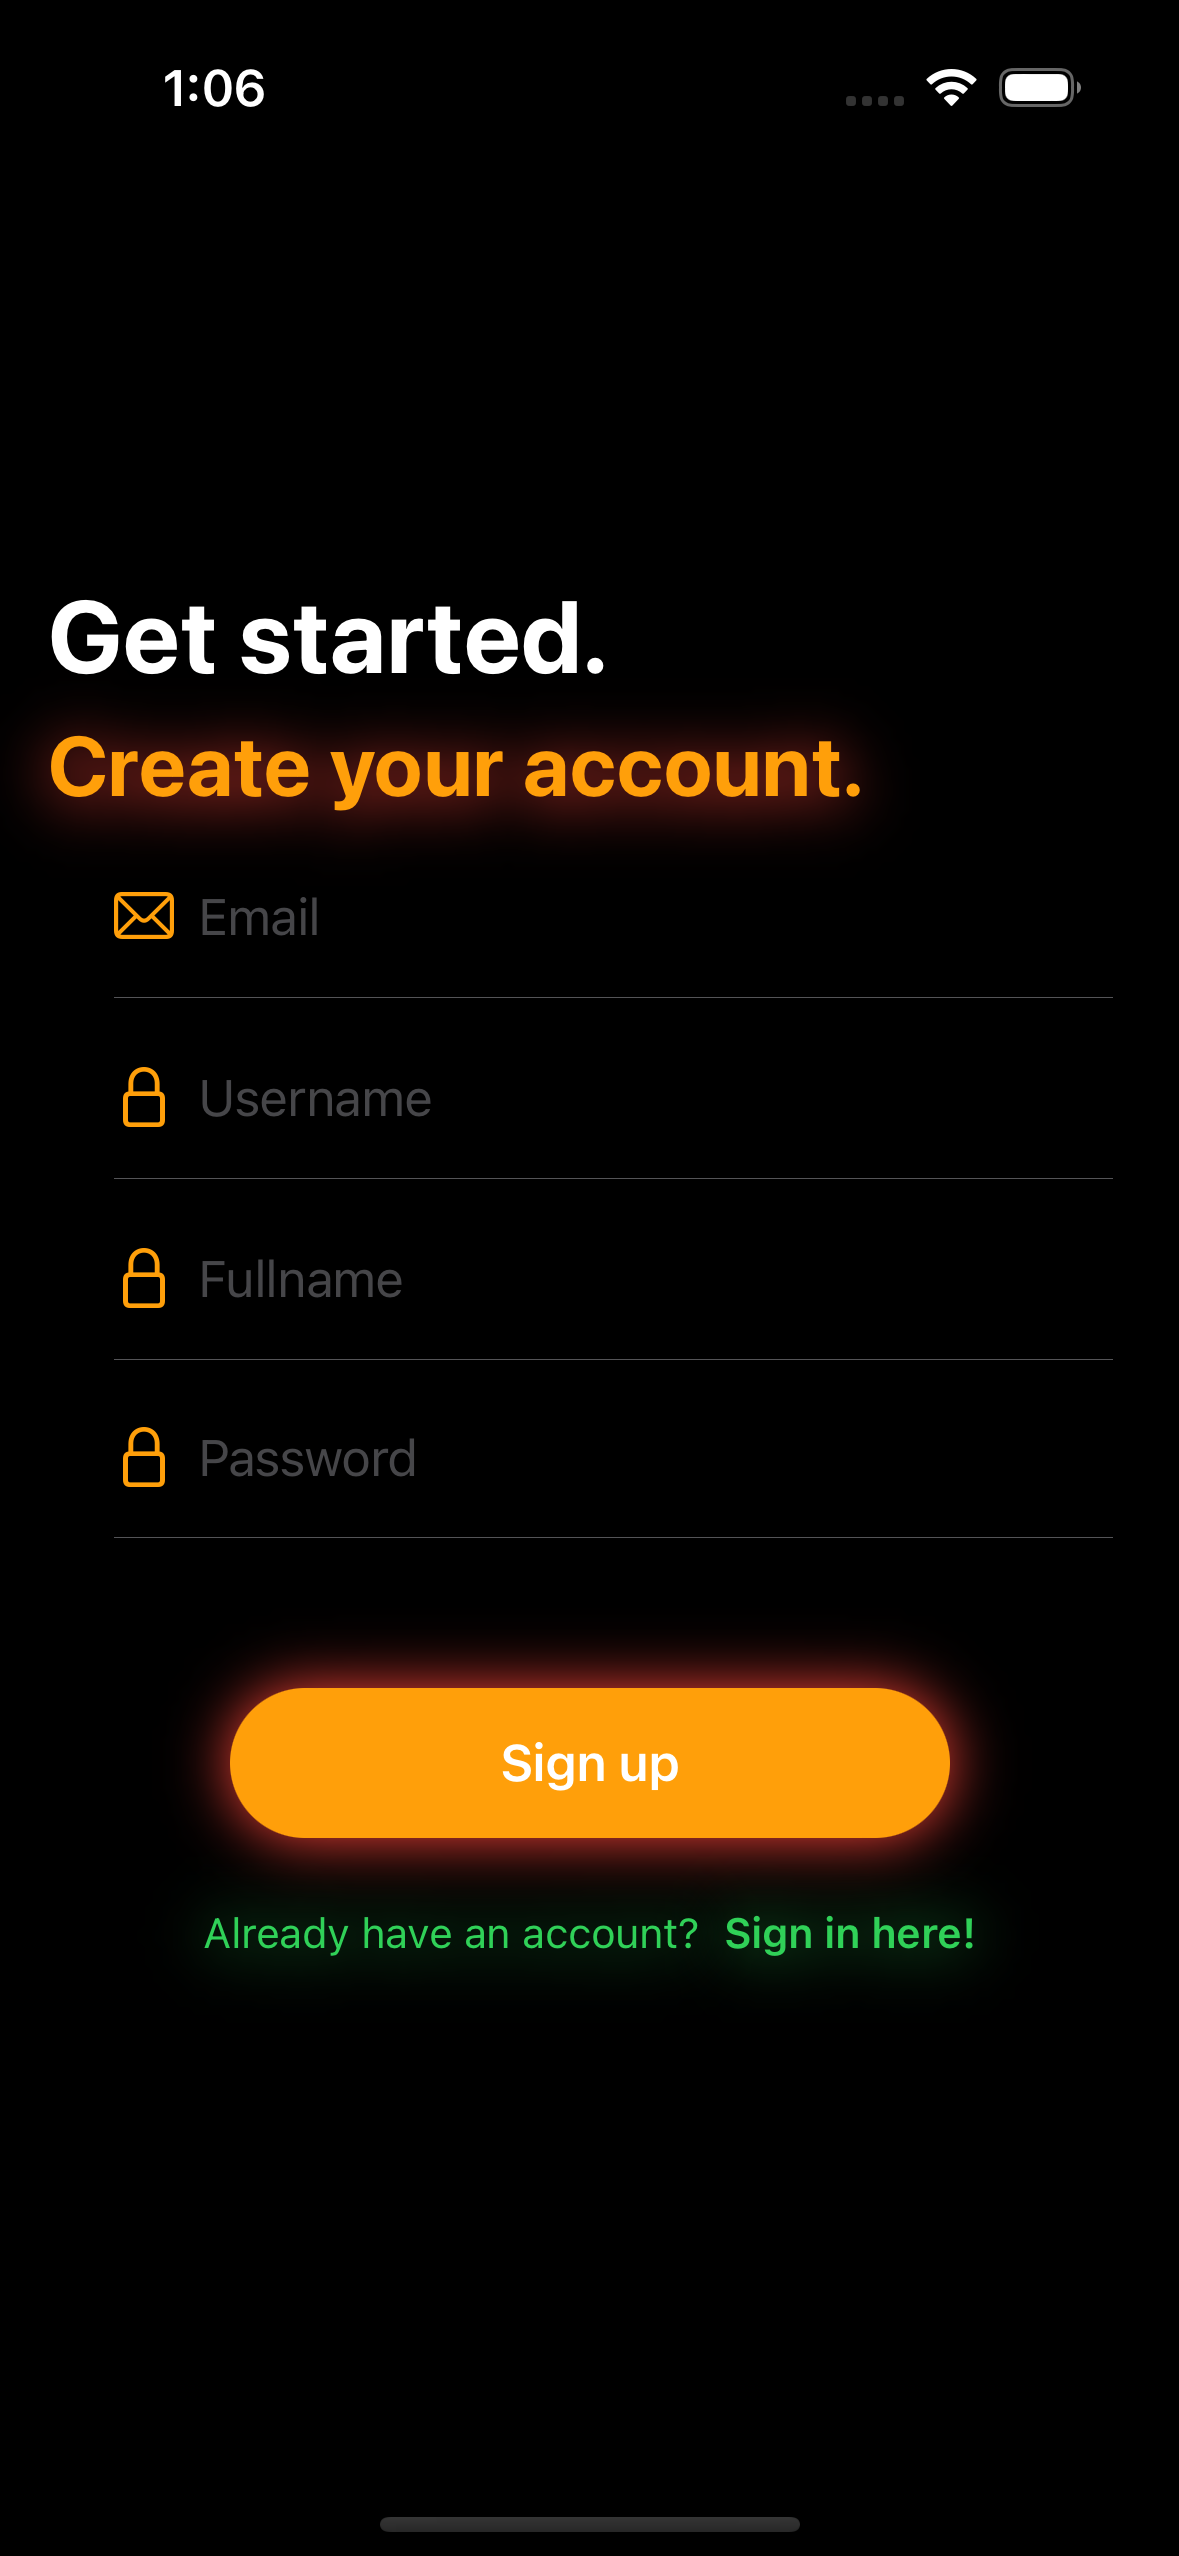 1:06
Get started.
Create your account.
Email
Username
Fullname
Password
Sign up
Already have an account? Sign in here!